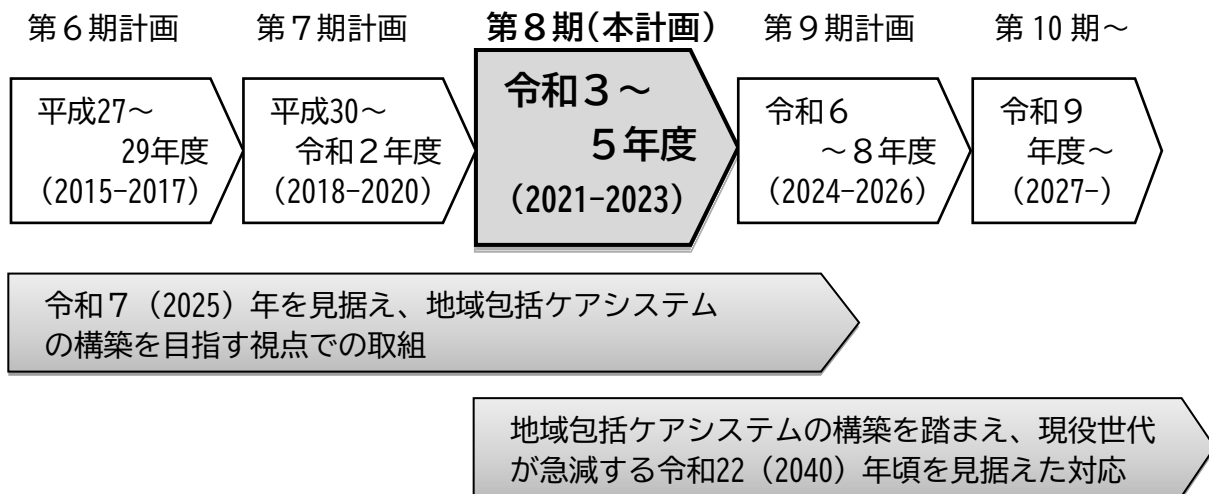 第６期計画
第７期計画
第８期(本計画)
第９期計画
第 10 期～
平成27～
29年度
(2015-2017)
平成30～
令和２年度
(2018-2020)
令和３～
５年度
(2021-2023)
令和６
～８年度
(2024-2026)
令和９
年度～
(2027-)
令和７（2025）年を見据え、地域包括ケアシステム
の構築を目指す視点での取組
地域包括ケアシステムの構築を踏まえ、現役世代
が急減する令和22（2040）年頃を見据えた対応